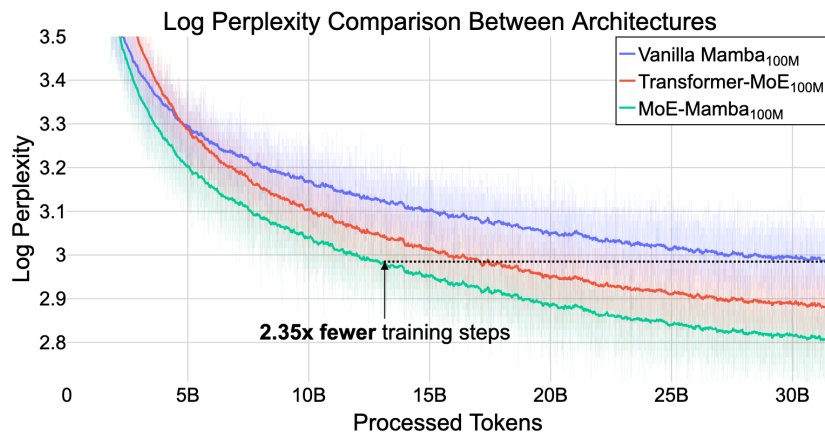 Log Perplexity Comparison Between Architectures
3.5
3.4
3.3
3.2
3.1
3
2.9
2.8
Log Perplexity
Vanilla Mamba100M
Transformer-MoE100M
MoE-Mamba100M
2.35x fewer training steps
0 5B 10B 15B 20B 25B 30B
Processed Tokens